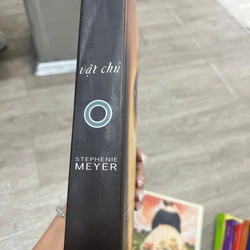 vật chủ
STEPHENIE
MEYER